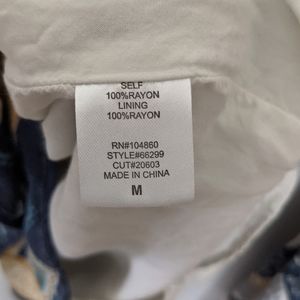 SELF
100%RAYON
LINING
100%RAYON
RN#104860
STYLE#66299
CUT#20603
MADE IN CHINA
M